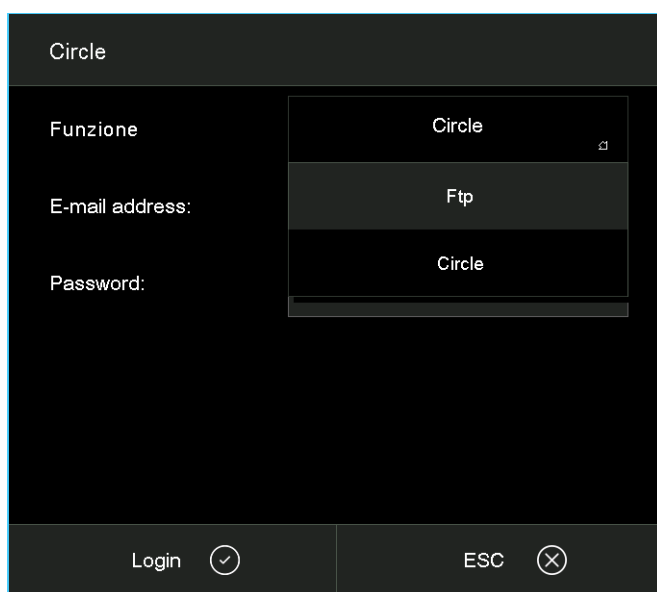 Circle
Funzione Circle
Ftp
E-mail address:
Circle
Password:
Login ESC